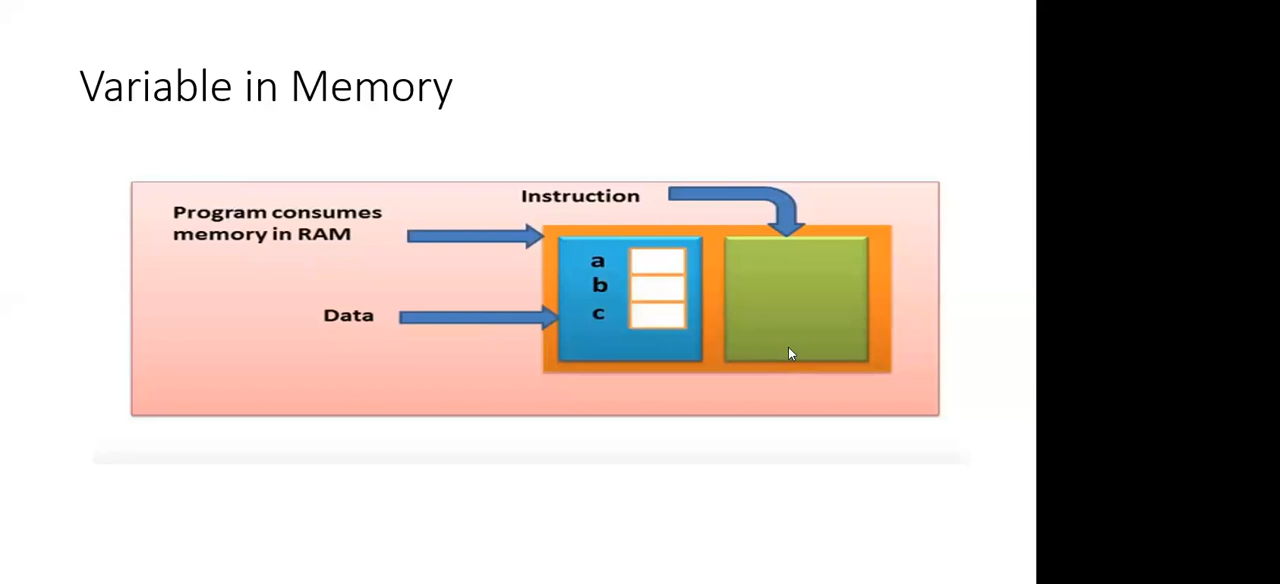 Variable in Memory
Instruction
Program consumes
memory in RAM
a
b
Data
c